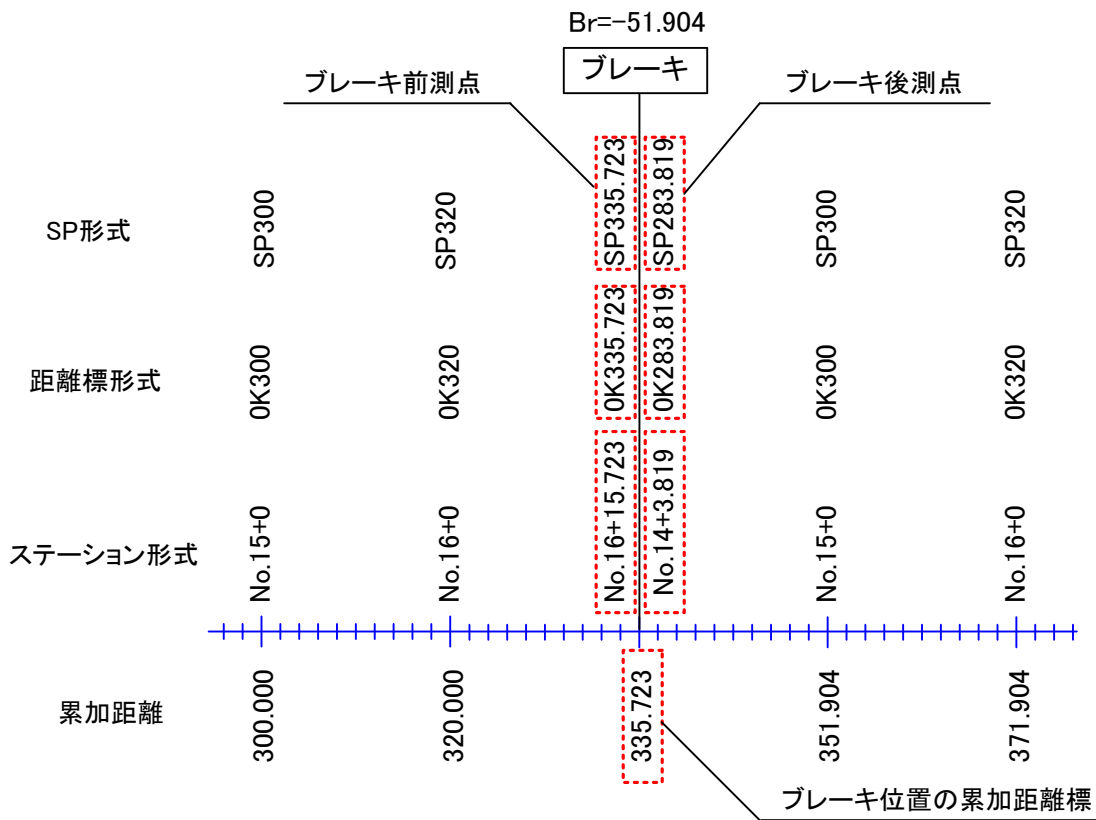 Br=−51.904
ブレーキ
ブレーキ前測点
ブレーキ後測点
SP形式
SP300
SP320
SP335.723
SP283.819
SP300
SP320
距離標形式
0K300
0K320
0K335.723
0K283.819
0K300
0K320
ステーション形式
No.15+0
No.16+0
No.16+15.723
No.14+3.819
No.15+0
No.16+0
累加距離
300.000
320.000
335.723
351.904
371.904
ブレーキ位置の累加距離標